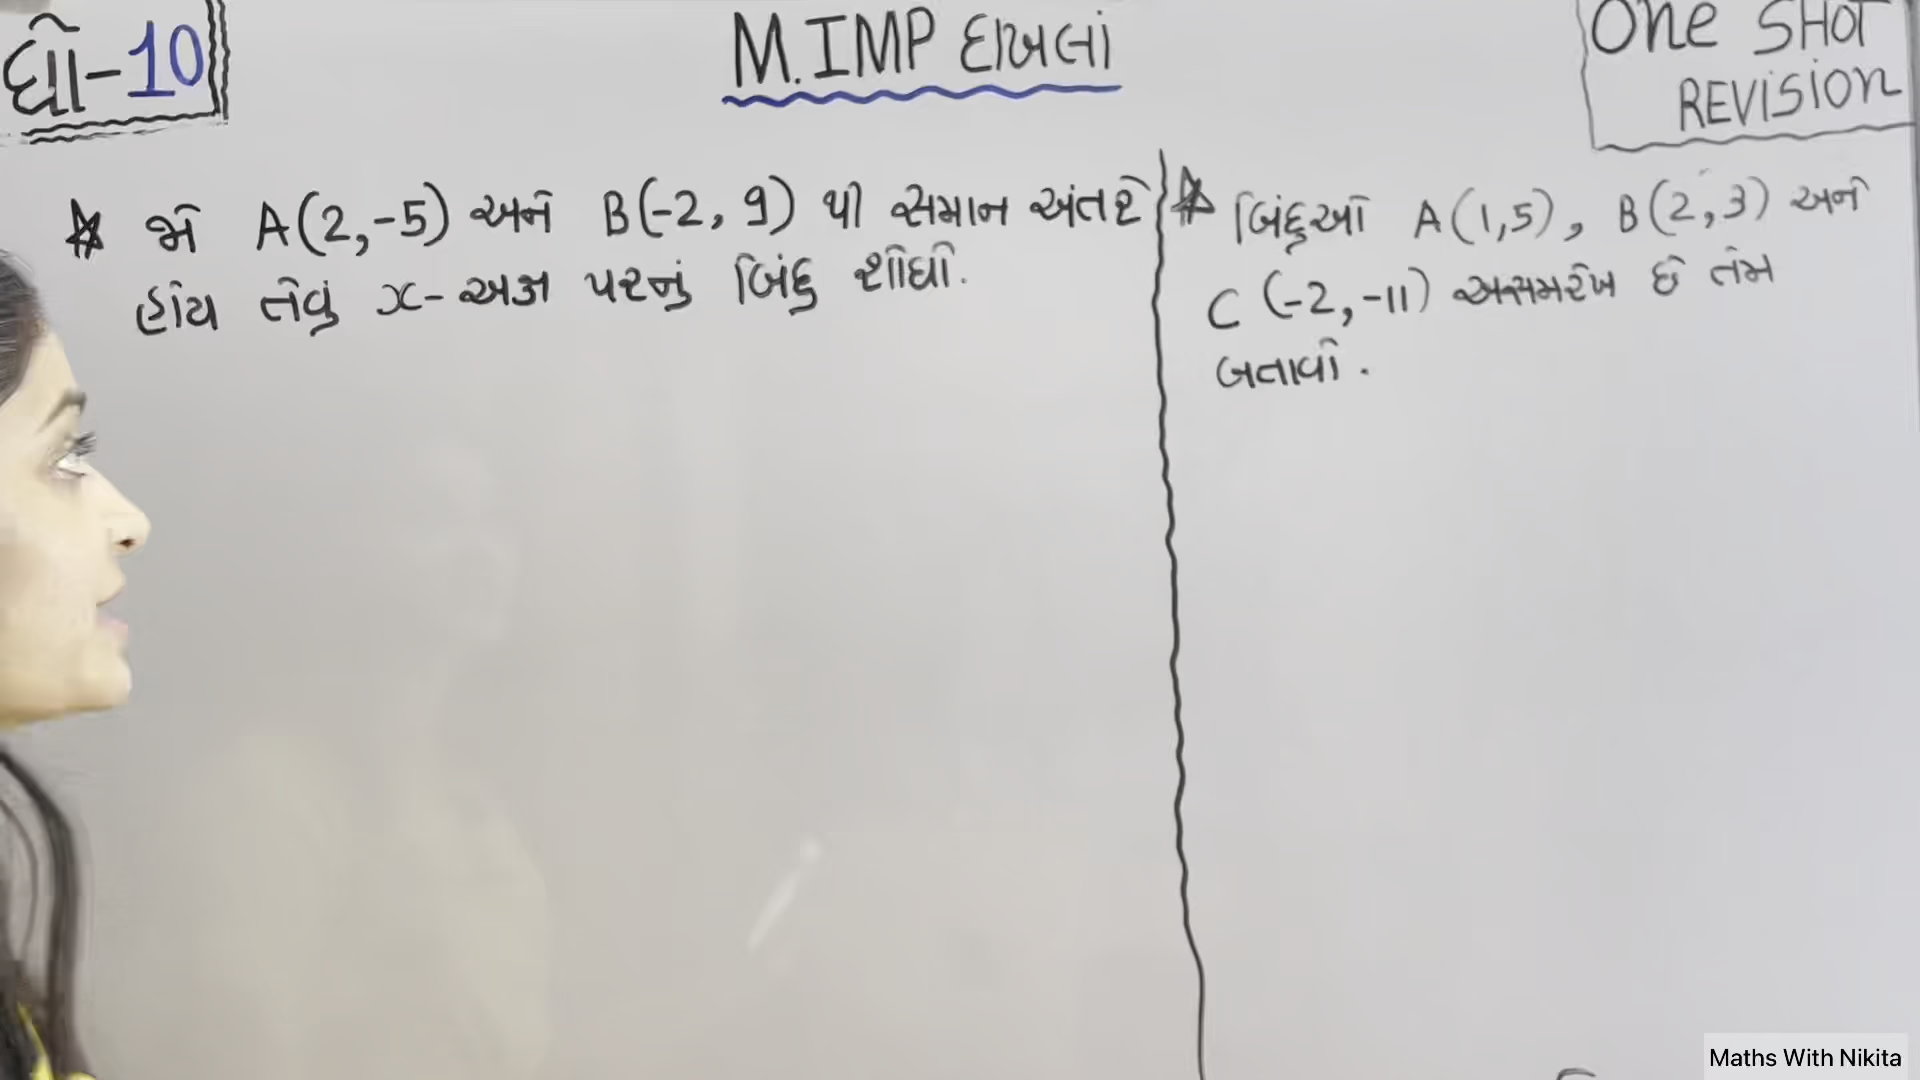 ધો-10
M.IMP દાખલાં
One SHOT
REVISION
જો A(2,-5) અને B(-2, 9) થી સમાન અંતરે
હોય તેવું x-અક્ષ પરનું બિંદુ શોધો.
બિંદુઓ A(1,5), B(2,3) અને
C (-2,-11) અસમરેખ છે તેમ
બતાવો.
Maths With Nikita